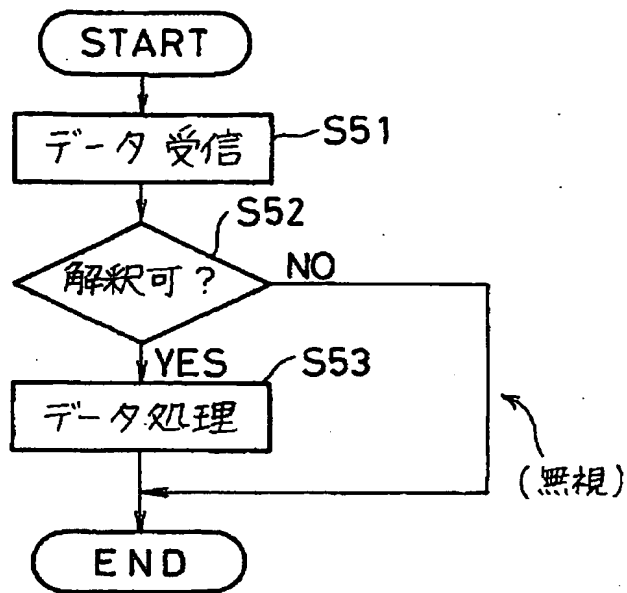 START
データ受信
S51
S52
解釈可?
NO
YES
S53
データ処理
(無視)
END